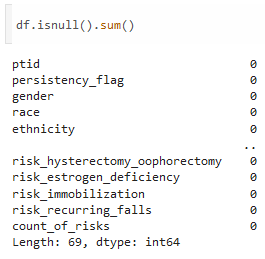 df.isnull().sum()
ptid 0
persistency_flag 0
gender 0
race 0
ethnicity 0
..
risk_hysterectomy_oophorectomy 0
risk_estrogen_deficiency 0
risk_immobilization 0
risk_recurring_falls 0
count_of_risks 0
Length: 69, dtype: int64